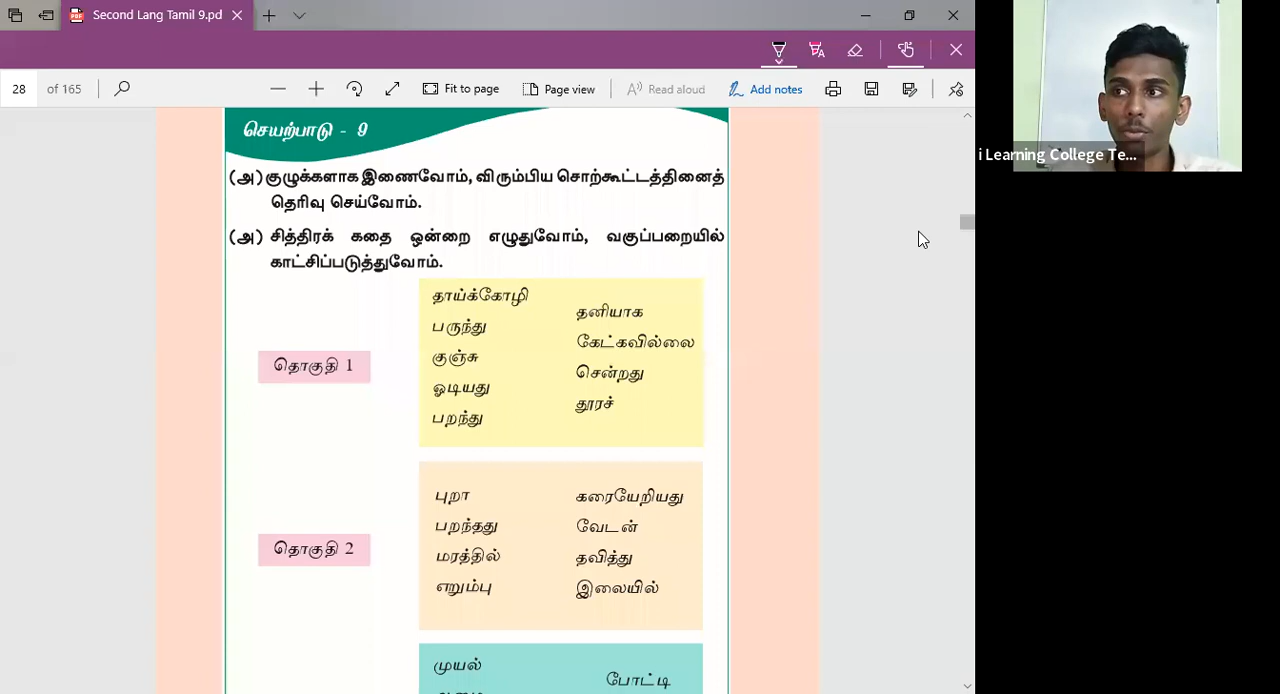 Second Lang Tamil 9.pd
28 of 165
Fit to page
Page view
Read aloud
Add notes
i Learning College Te...
செயற்பாடு - 9
(அ) குழுக்களாக இணைவோம், விரும்பிய சொற்கூட்டத்தினைத்
தெரிவு செய்வோம்.
(அ) சித்திரக் கதை ஒன்றை எழுதுவோம், வகுப்பறையில்
காட்சிப்படுத்துவோம்.
தொகுதி 1
தாய்க்கோழி
பருந்து
குஞ்சு
ஓடியது
பறந்து
தனியாக
கேட்கவில்லை
சென்றது
தூரச்
தொகுதி 2
புறா
பறந்தது
மரத்தில்
எறும்பு
கரையேறியது
வேடன்
தவித்து
இலையில்
முயல்
போட்டி